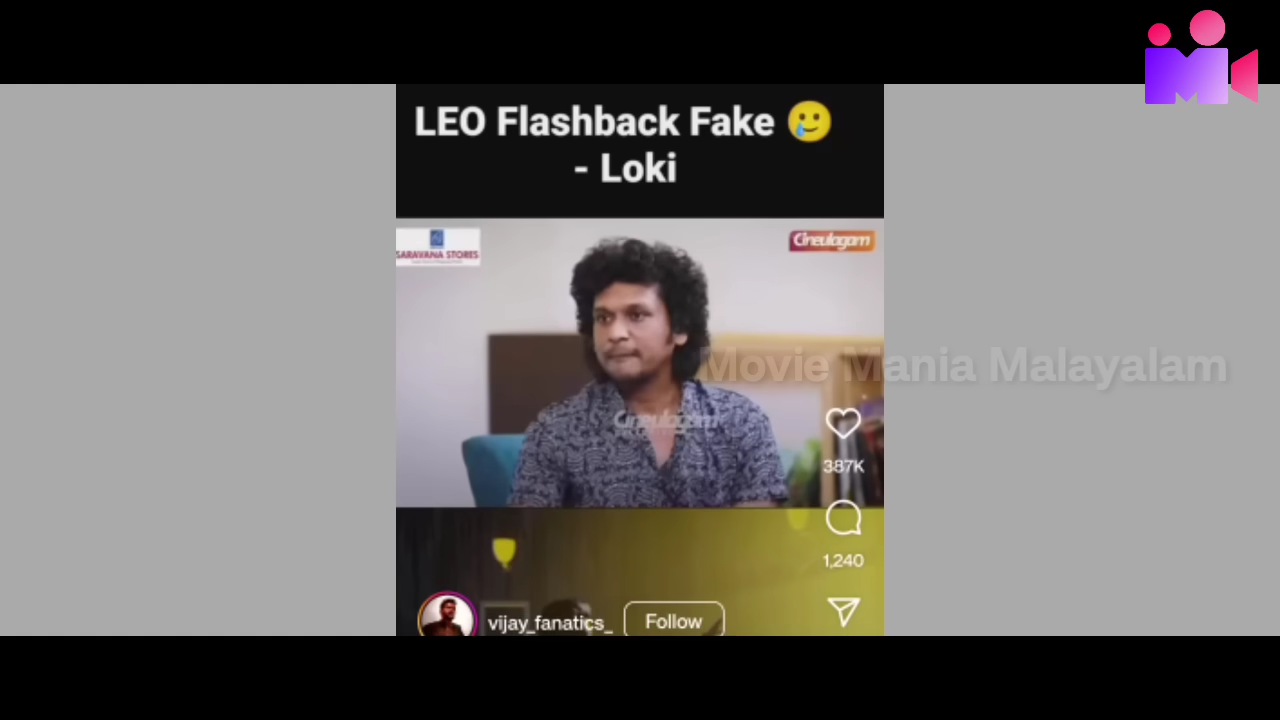 LEO Flashback Fake 🥲
- Loki
SARAVANA STORES
Cineulagam
Movie Mania Malayalam
Cineulagam
387K
1,240
vijay_fanatics_
Follow